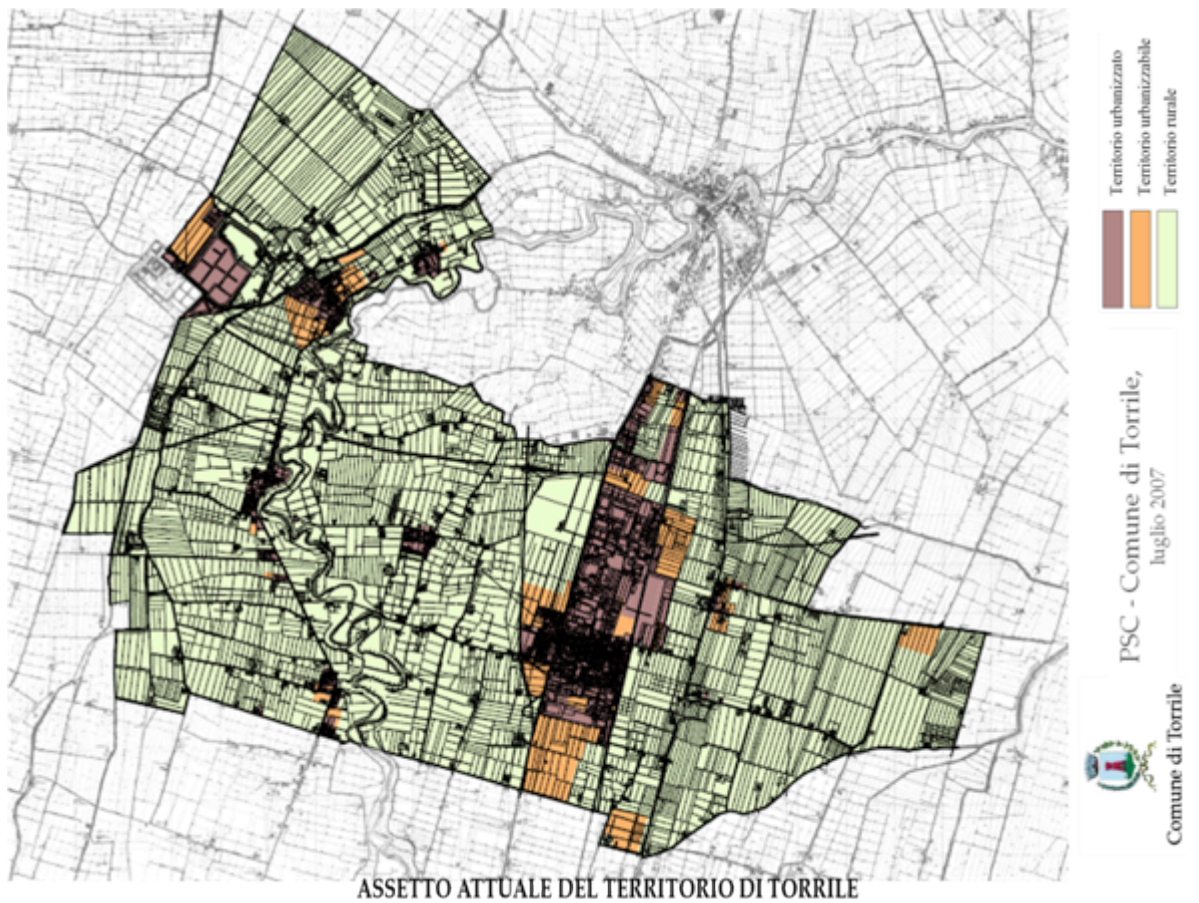 Territorio urbanizzato
Territorio urbanizzabile
Territorio rurale
PSC - Comune di Torrile,
luglio 2007
Comune di Torrile
ASSETTO ATTUALE DEL TERRITORIO DI TORRILE